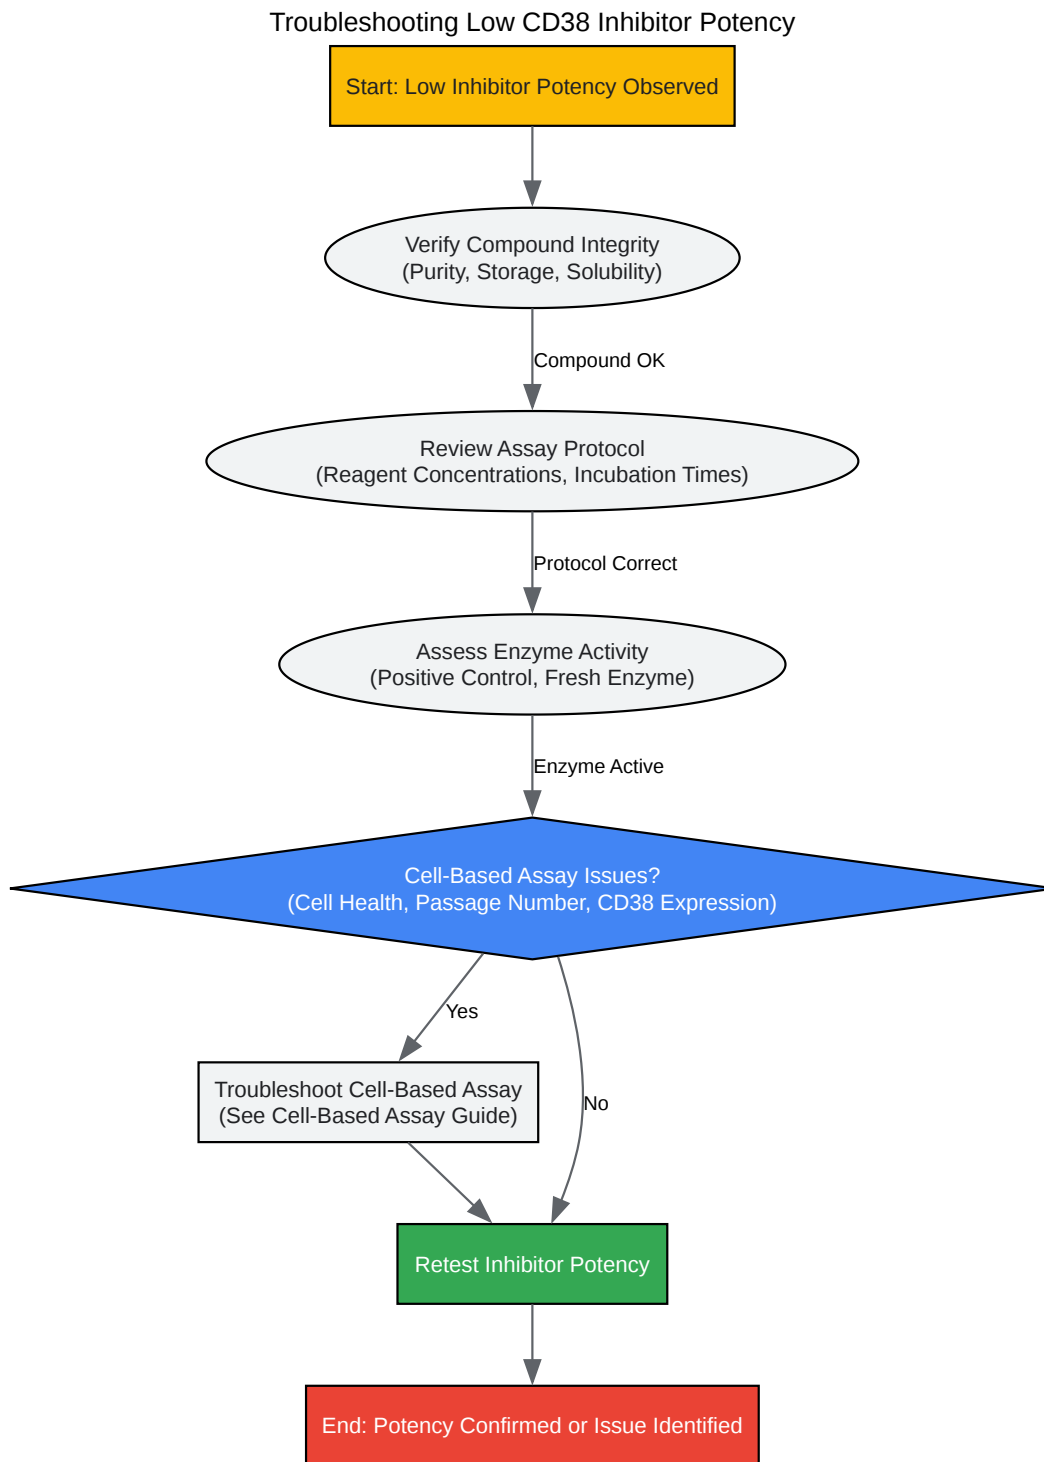 Troubleshooting Low CD38 Inhibitor Potency
Start: Low Inhibitor Potency Observed
Verify Compound Integrity
(Purity, Storage, Solubility)
Compound OK
Review Assay Protocol
(Reagent Concentrations, Incubation Times)
Protocol Correct
Assess Enzyme Activity
(Positive Control, Fresh Enzyme)
Enzyme Active
Cell-Based Assay Issues?
(Cell Health, Passage Number, CD38 Expression)
Yes
Troubleshoot Cell-Based Assay
(See Cell-Based Assay Guide)
No
Retest Inhibitor Potency
End: Potency Confirmed or Issue Identified